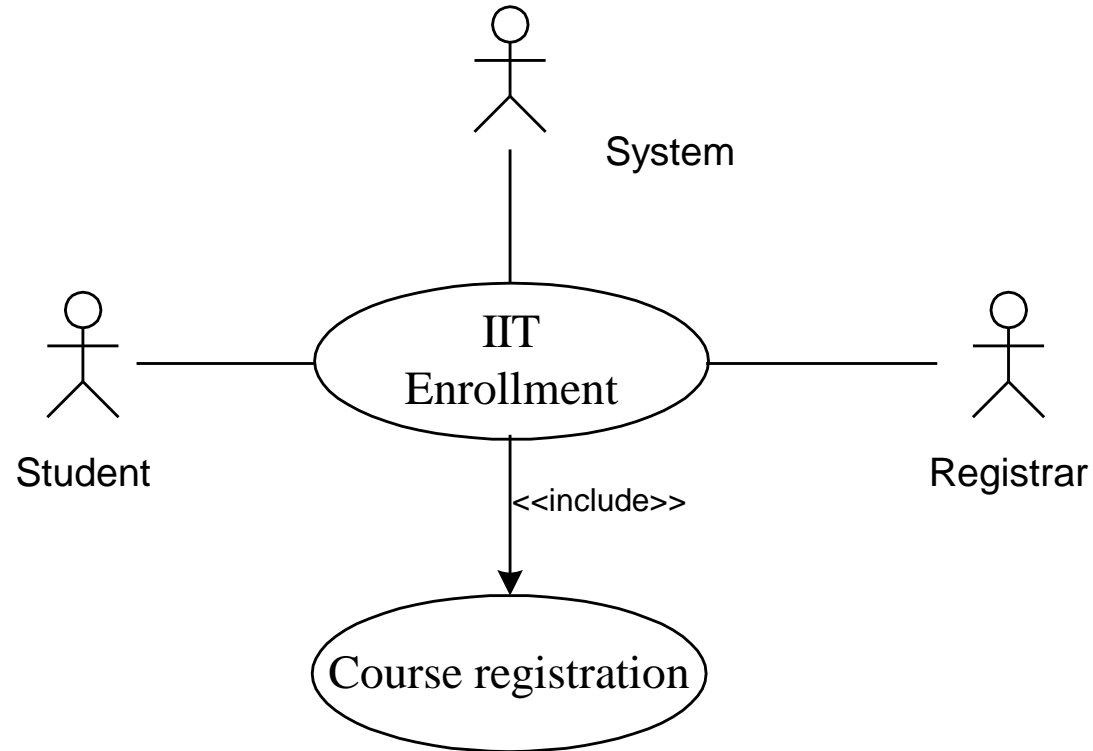 System
IIT
Enrollment
Student
Registrar
<<include>>
Course registration